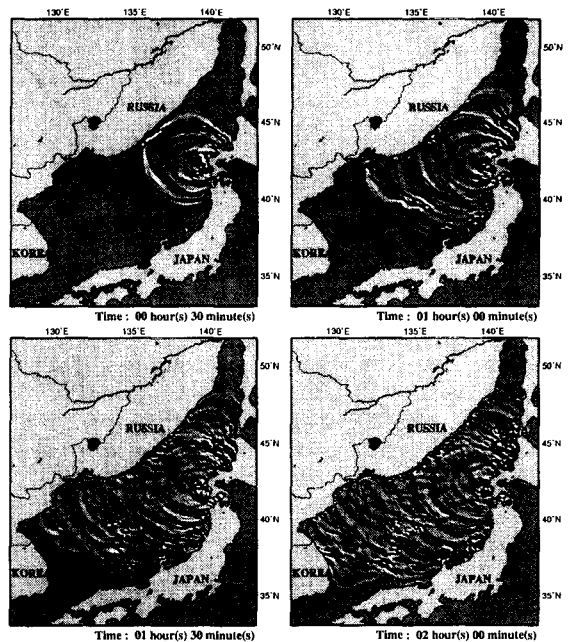 130°E 135°E 140°E
50°N
45°N
40°N
35°N
RUSSIA
KOREA
JAPAN
Time : 00 hour(s) 30 minute(s)
130°E 135°E 140°E
50°N
45°N
40°N
35°N
RUSSIA
KOREA
JAPAN
Time : 01 hour(s) 00 minute(s)
130°E 135°E 140°E
50°N
45°N
40°N
35°N
RUSSIA
KOREA
JAPAN
Time : 01 hour(s) 30 minute(s)
130°E 135°E 140°E
50°N
45°N
40°N
35°N
RUSSIA
KOREA
JAPAN
Time : 02 hour(s) 00 minute(s)